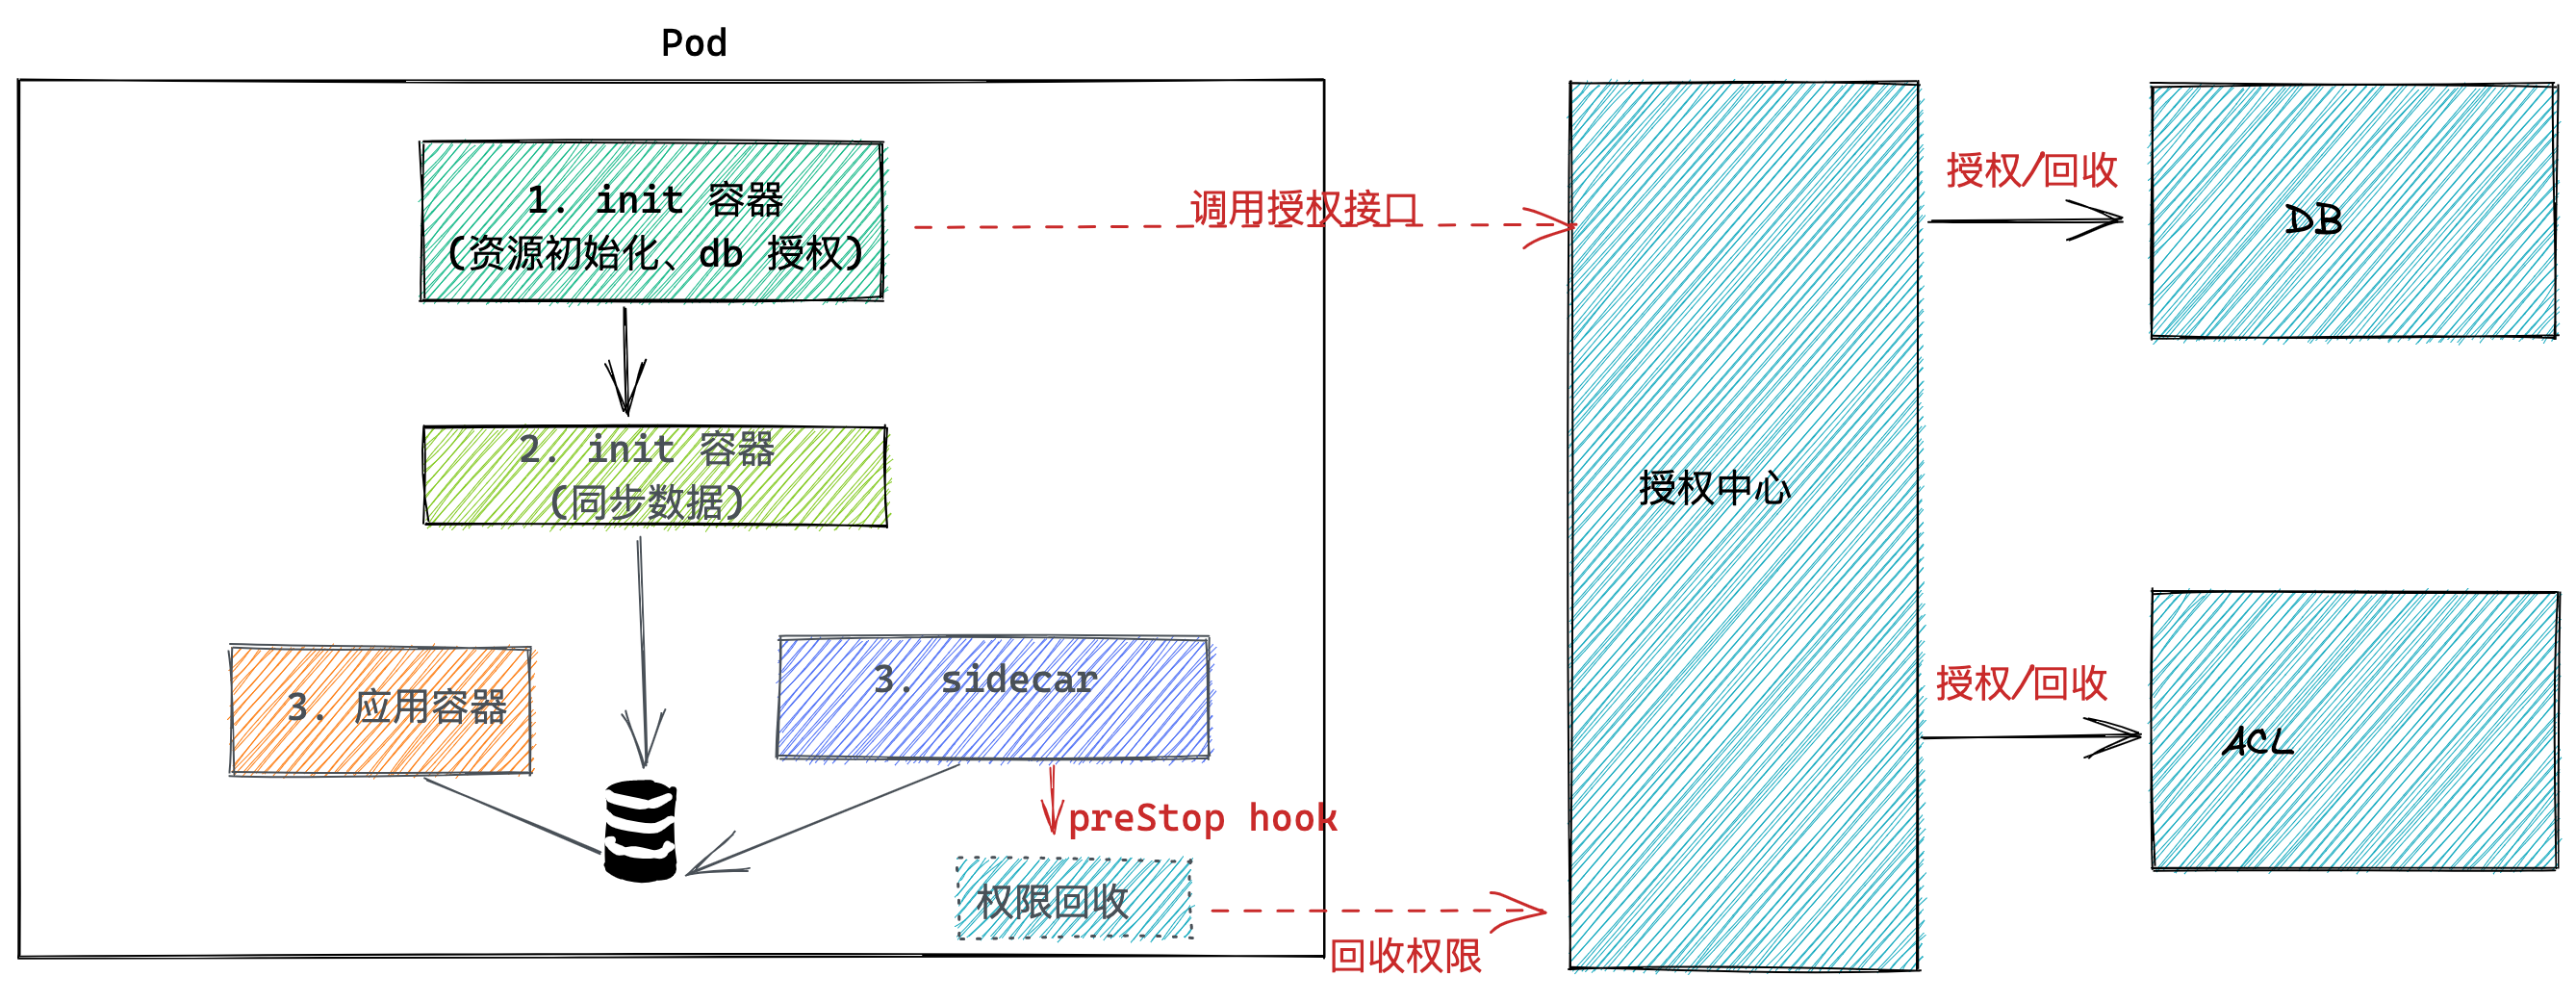 Pod
1. init 容器
(资源初始化、db 授权)
调用授权接口
授权/回收
DB
2. init 容器
(同步数据)
授权中心
3. 应用容器
3. sidecar
授权/回收
ACL
preStop hook
权限回收
回收权限